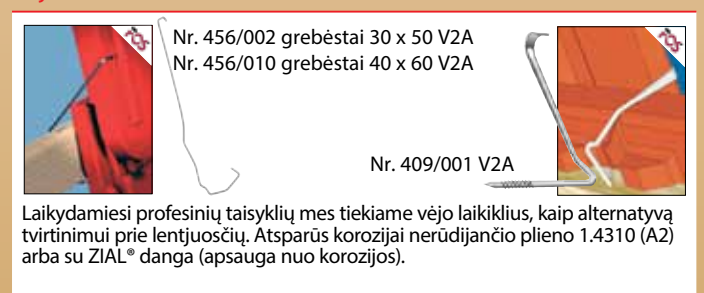 Nr. 456/002 grebėstai 30 x 50 V2A
Nr. 456/010 grebėstai 40 x 60 V2A
Nr. 409/001 V2A
Laikydamiesi profesinių taisyklių mes tiekiame vėjo laikiklius, kaip alternatyvą
tvirtinimui prie lentjuosčių. Atsparūs korozijai nerūdijančio plieno 1.4310 (A2)
arba su ZIAL® danga (apsauga nuo korozijos).